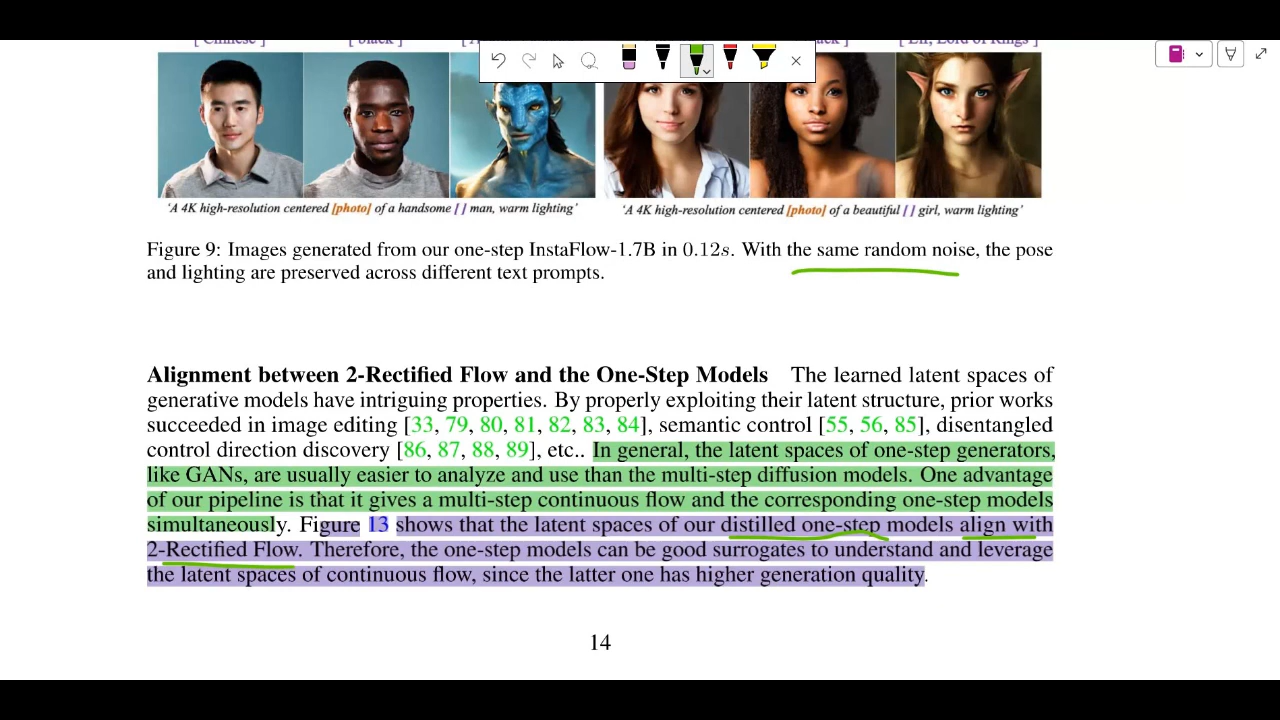 [ Chinese ]
[ black ]
[ Elf, Lord of Rings ]
'A 4K high-resolution centered [photo] of a handsome [ ] man, warm lighting'
'A 4K high-resolution centered [photo] of a beautiful [ ] girl, warm lighting'
Figure 9: Images generated from our one-step InstaFlow-1.7B in 0.12s. With the same random noise, the pose
and lighting are preserved across different text prompts.
Alignment between 2-Rectified Flow and the One-Step Models The learned latent spaces of
generative models have intriguing properties. By properly exploiting their latent structure, prior works
succeeded in image editing [33, 79, 80, 81, 82, 83, 84], semantic control [55, 56, 85], disentangled
control direction discovery [86, 87, 88, 89], etc.. In general, the latent spaces of one-step generators,
like GANs, are usually easier to analyze and use than the multi-step diffusion models. One advantage
of our pipeline is that it gives a multi-step continuous flow and the corresponding one-step models
simultaneously. Figure 13 shows that the latent spaces of our distilled one-step models align with
2-Rectified Flow. Therefore, the one-step models can be good surrogates to understand and leverage
the latent spaces of continuous flow, since the latter one has higher generation quality.
14